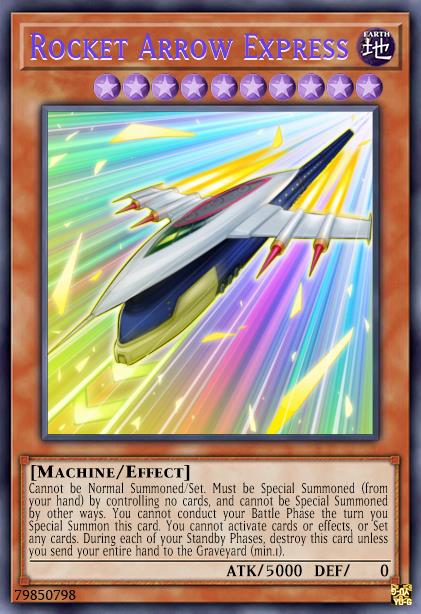 ROCKET ARROW EXPRESS
EARTH
地
[MACHINE/EFFECT]
Cannot be Normal Summoned/Set. Must be Special Summoned (from
your hand) by controlling no cards, and cannot be Special Summoned
by other ways. You cannot conduct your Battle Phase the turn you
Special Summon this card. You cannot activate cards or effects, or Set
any cards. During each of your Standby Phases, destroy this card unless
you send your entire hand to the Graveyard (min.1).
ATK/5000 DEF/ 0
79850798